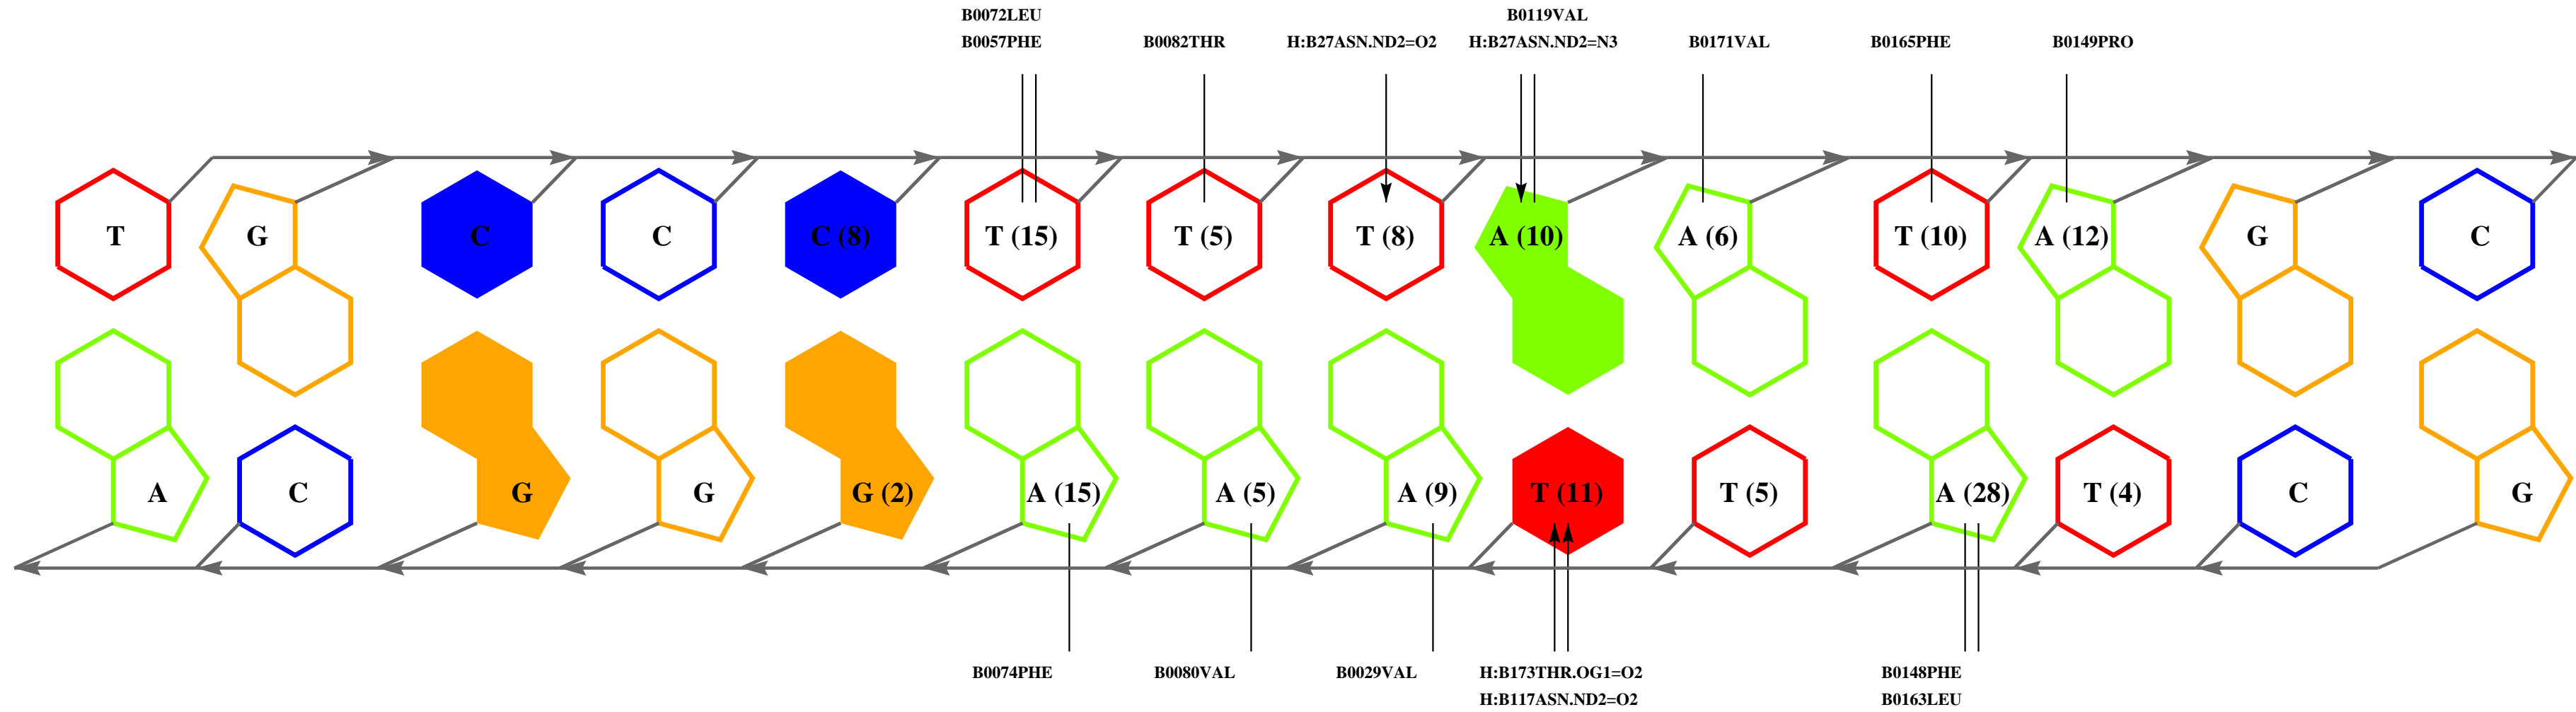 B0072LEU B0119VAL
B0057PHE B0082THR H:B27ASN.ND2=O2 H:B27ASN.ND2=N3 B0171VAL B0165PHE B0149PRO
T G C C C (8) T (15) T (5) T (8) A (10) A (6) T (10) A (12) G C
A C G G G (2) A (15) A (5) A (9) T (11) T (5) A (28) T (4) C G
B0074PHE B0080VAL B0029VAL H:B173THR.OG1=O2 B0148PHE
H:B117ASN.ND2=O2 B0163LEU